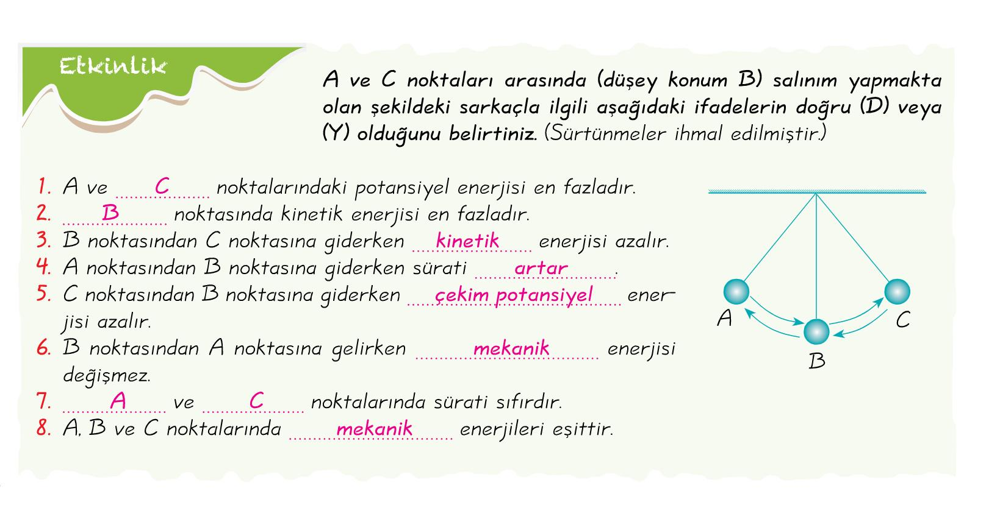 Etkinlik
A ve C noktaları arasında (düşey konum B) salınım yapmakta
olan şekildeki sarkaçla ilgili aşağıdaki ifadelerin doğru (D) veya
(Y) olduğunu belirtiniz. (Sürtünmeler ihmal edilmiştir.)
1. A ve C noktalarındaki potansiyel enerjisi en fazladır.
2. B noktasında kinetik enerjisi en fazladır.
3. B noktasından C noktasına giderken kinetik enerjisi azalır.
4. A noktasından B noktasına giderken sürati artar.
5. C noktasından B noktasına giderken çekim potansiyel ener-
jisi azalır.
6. B noktasından A noktasına gelirken mekanik enerjisi
değişmez.
7. A ve C noktalarında sürati sıfırdır.
8. A, B ve C noktalarında mekanik enerjileri eşittir.
A
C
B